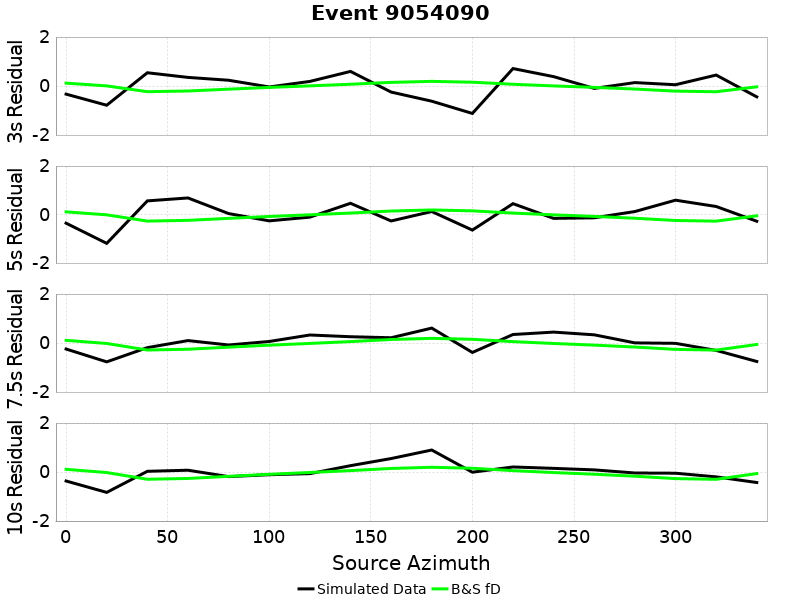 Event 9054090
3s Residual
2
0
-2
5s Residual
2
0
-2
7.5s Residual
2
0
-2
10s Residual
2
0
-2
0 50 100 150 200 250 300
Source Azimuth
Simulated Data B&S fD